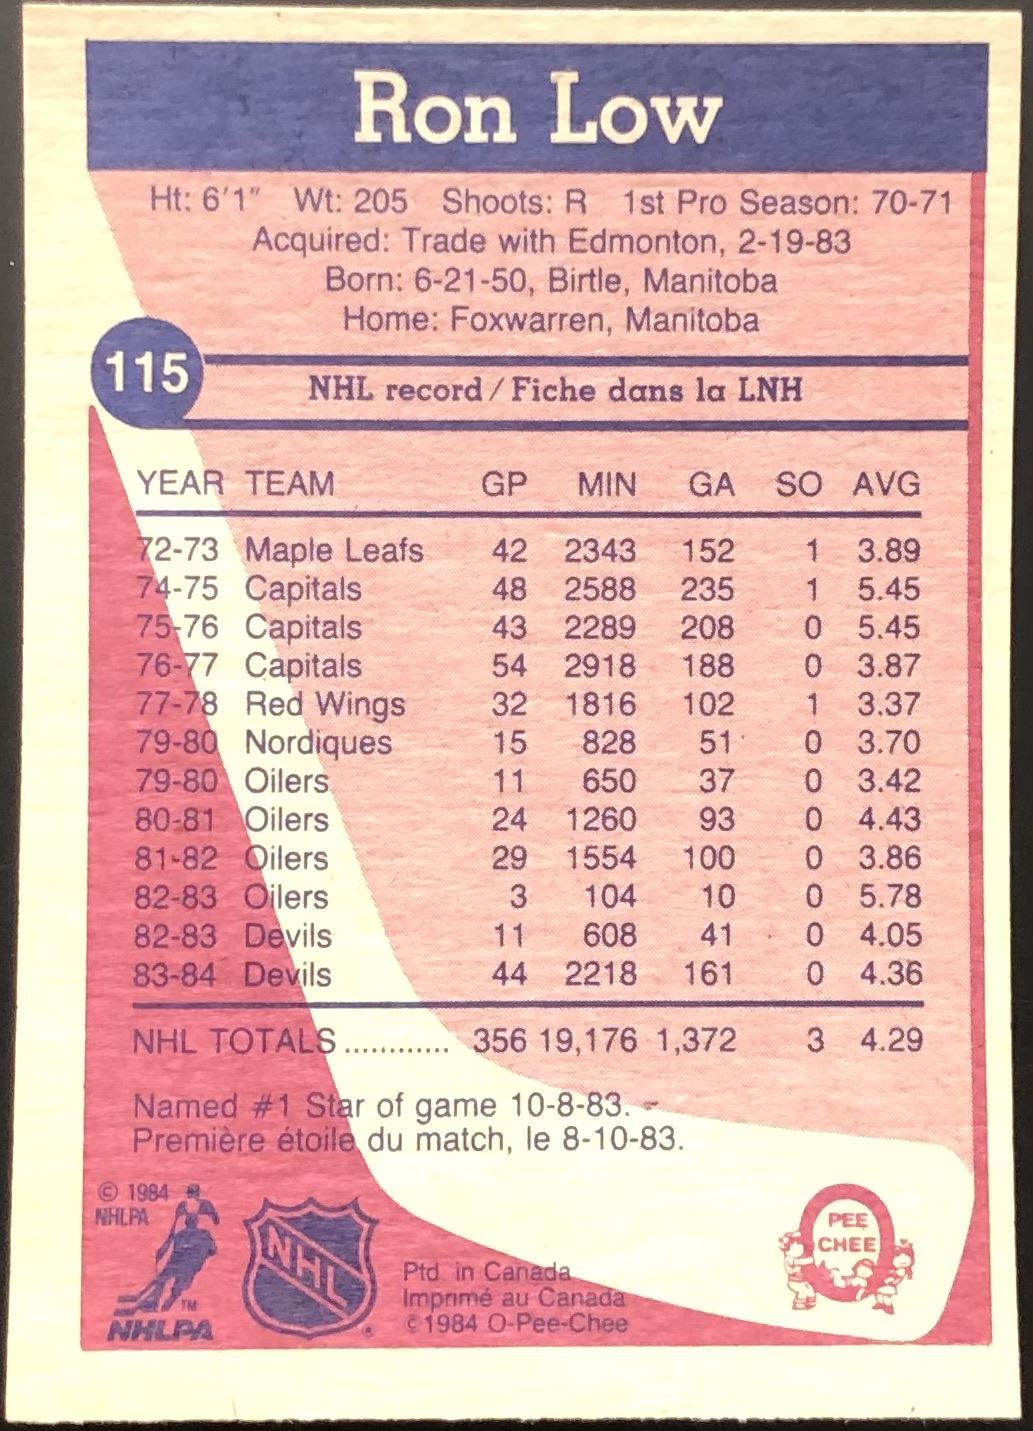 Ron Low
Ht: 6'1" Wt: 205 Shoots: R 1st Pro Season: 70-71
Acquired: Trade with Edmonton, 2-19-83
Born: 6-21-50, Birtle, Manitoba
Home: Foxwarren, Manitoba
115
NHL record / Fiche dans la LNH
YEAR TEAM GP MIN GA SO AVG
72-73 Maple Leafs 42 2343 152 1 3.89
74-75 Capitals 48 2588 235 1 5.45
75-76 Capitals 43 2289 208 0 5.45
76-77 Capitals 54 2918 188 0 3.87
77-78 Red Wings 32 1816 102 1 3.37
79-80 Nordiques 15 828 51 0 3.70
79-80 Oilers 11 650 37 0 3.42
80-81 Oilers 24 1260 93 0 4.43
81-82 Oilers 29 1554 100 0 3.86
82-83 Oilers 3 104 10 0 5.78
82-83 Devils 11 608 41 0 4.05
83-84 Devils 44 2218 161 0 4.36
NHL TOTALS ............ 356 19,176 1,372 3 4.29
Named #1 Star of game 10-8-83.
Première étoile du match, le 8-10-83.
© 1984
NHLPA
TM
NHLPA
NHL
Ptd. in Canada
Imprimé au Canada
© 1984 O-Pee-Chee
PEE
CHEE